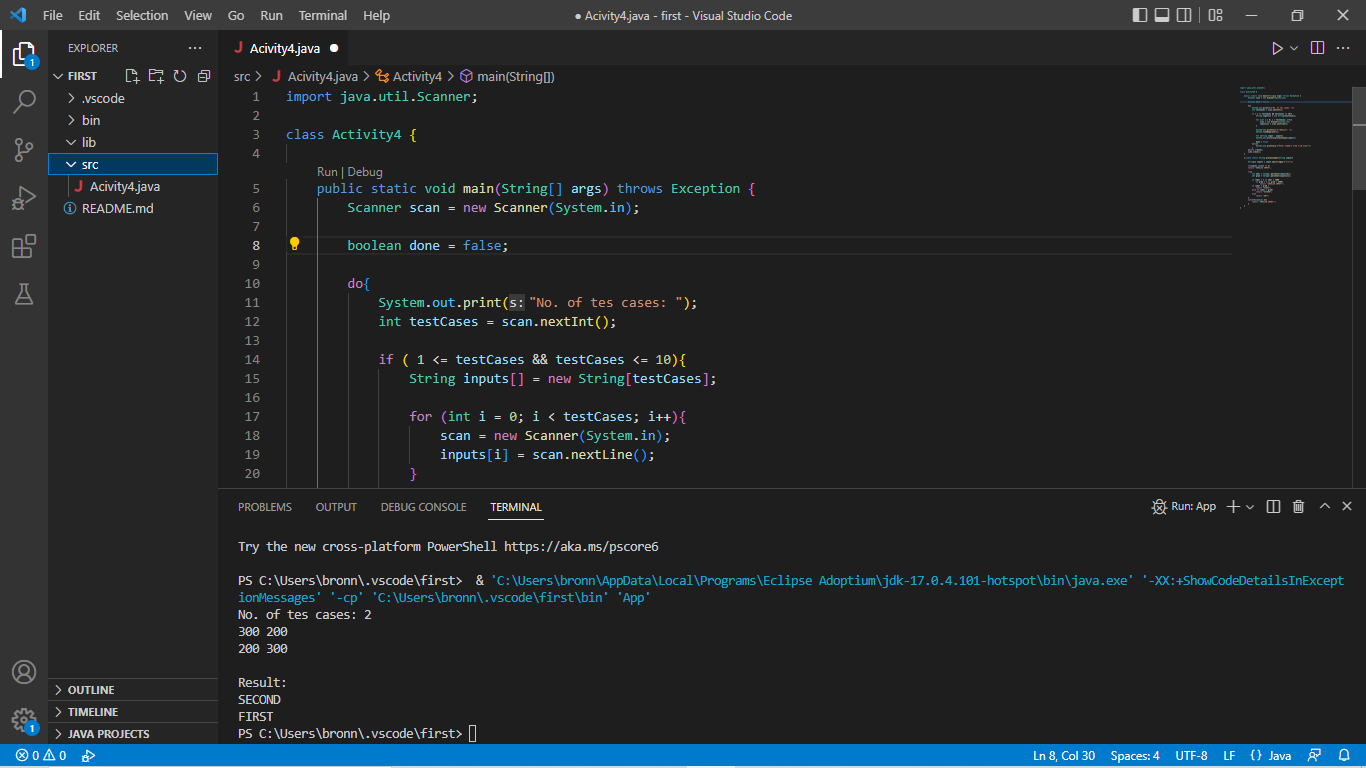 File Edit Selection View Go Run Terminal Help
● Acivity4.java - first - Visual Studio Code
EXPLORER
FIRST
.vscode
bin
lib
src
J Acivity4.java
README.md
OUTLINE
TIMELINE
JAVA PROJECTS
1
1
J Acivity4.java ●
src > J Acivity4.java > Activity4 > main(String[])
1 import java.util.Scanner;
2
3 class Activity4 {
4
Run | Debug
5 public static void main(String[] args) throws Exception {
6 Scanner scan = new Scanner(System.in);
7
8 boolean done = false;
9
10 do{
11 System.out.print(s:"No. of tes cases: ");
12 int testCases = scan.nextInt();
13
14 if ( 1 <= testCases && testCases <= 10){
15 String inputs[] = new String[testCases];
16
17 for (int i = 0; i < testCases; i++){
18 scan = new Scanner(System.in);
19 inputs[i] = scan.nextLine();
20 }
PROBLEMS OUTPUT DEBUG CONSOLE TERMINAL
Run: App
Try the new cross-platform PowerShell https://aka.ms/pscore6
PS C:\Users\bronn\.vscode\first> & 'C:\Users\bronn\AppData\Local\Programs\Eclipse Adoptium\jdk-17.0.4.101-hotspot\bin\java.exe' '-XX:+ShowCodeDetailsInExcept
ionMessages' '-cp' 'C:\Users\bronn\.vscode\first\bin' 'App'
No. of tes cases: 2
300 200
200 300
Result:
SECOND
FIRST
PS C:\Users\bronn\.vscode\first>
0 0
Ln 8, Col 30 Spaces: 4 UTF-8 LF {} Java